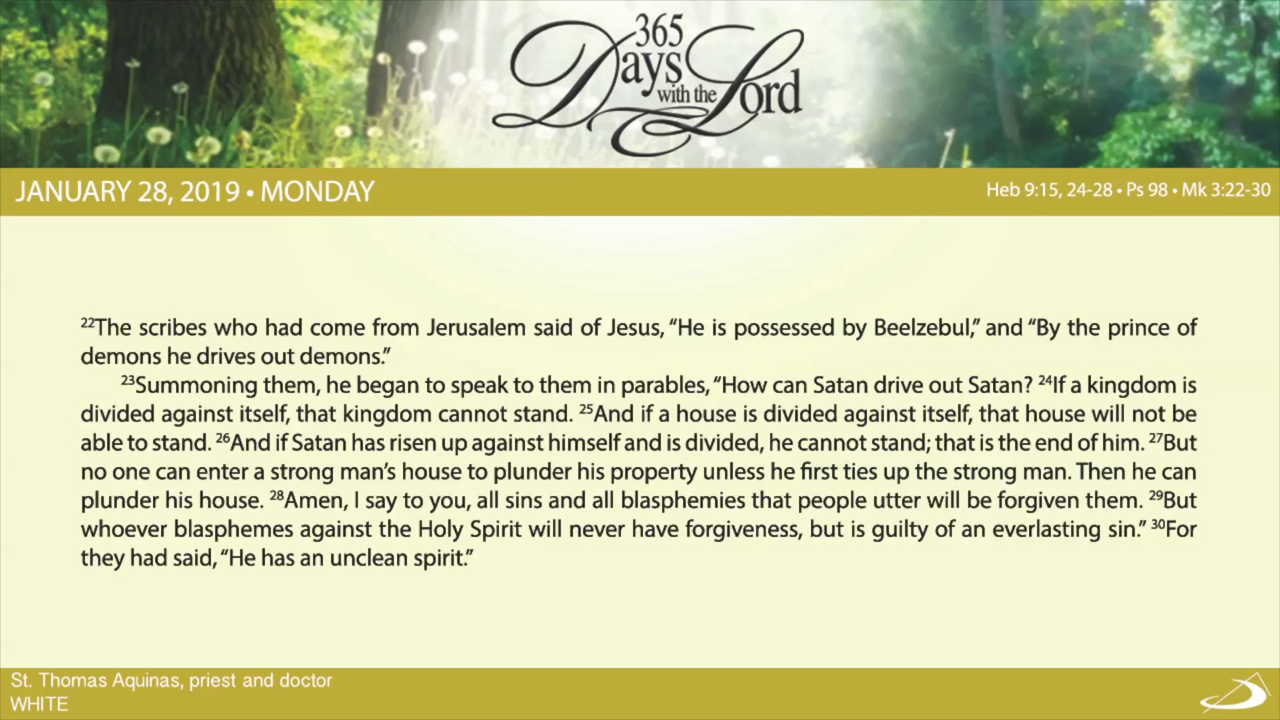 365
Days
with the Lord
JANUARY 28, 2019 • MONDAY
Heb 9:15, 24-28 • Ps 98 • Mk 3:22-30
²²The scribes who had come from Jerusalem said of Jesus, “He is possessed by Beelzebul,” and “By the prince of
demons he drives out demons.”
²³Summoning them, he began to speak to them in parables, “How can Satan drive out Satan? ²⁴If a kingdom is
divided against itself, that kingdom cannot stand. ²⁵And if a house is divided against itself, that house will not be
able to stand. ²⁶And if Satan has risen up against himself and is divided, he cannot stand; that is the end of him. ²⁷But
no one can enter a strong man’s house to plunder his property unless he first ties up the strong man. Then he can
plunder his house. ²⁸Amen, I say to you, all sins and all blasphemies that people utter will be forgiven them. ²⁹But
whoever blasphemes against the Holy Spirit will never have forgiveness, but is guilty of an everlasting sin.” ³⁰For
they had said, “He has an unclean spirit.”
St. Thomas Aquinas, priest and doctor
WHITE